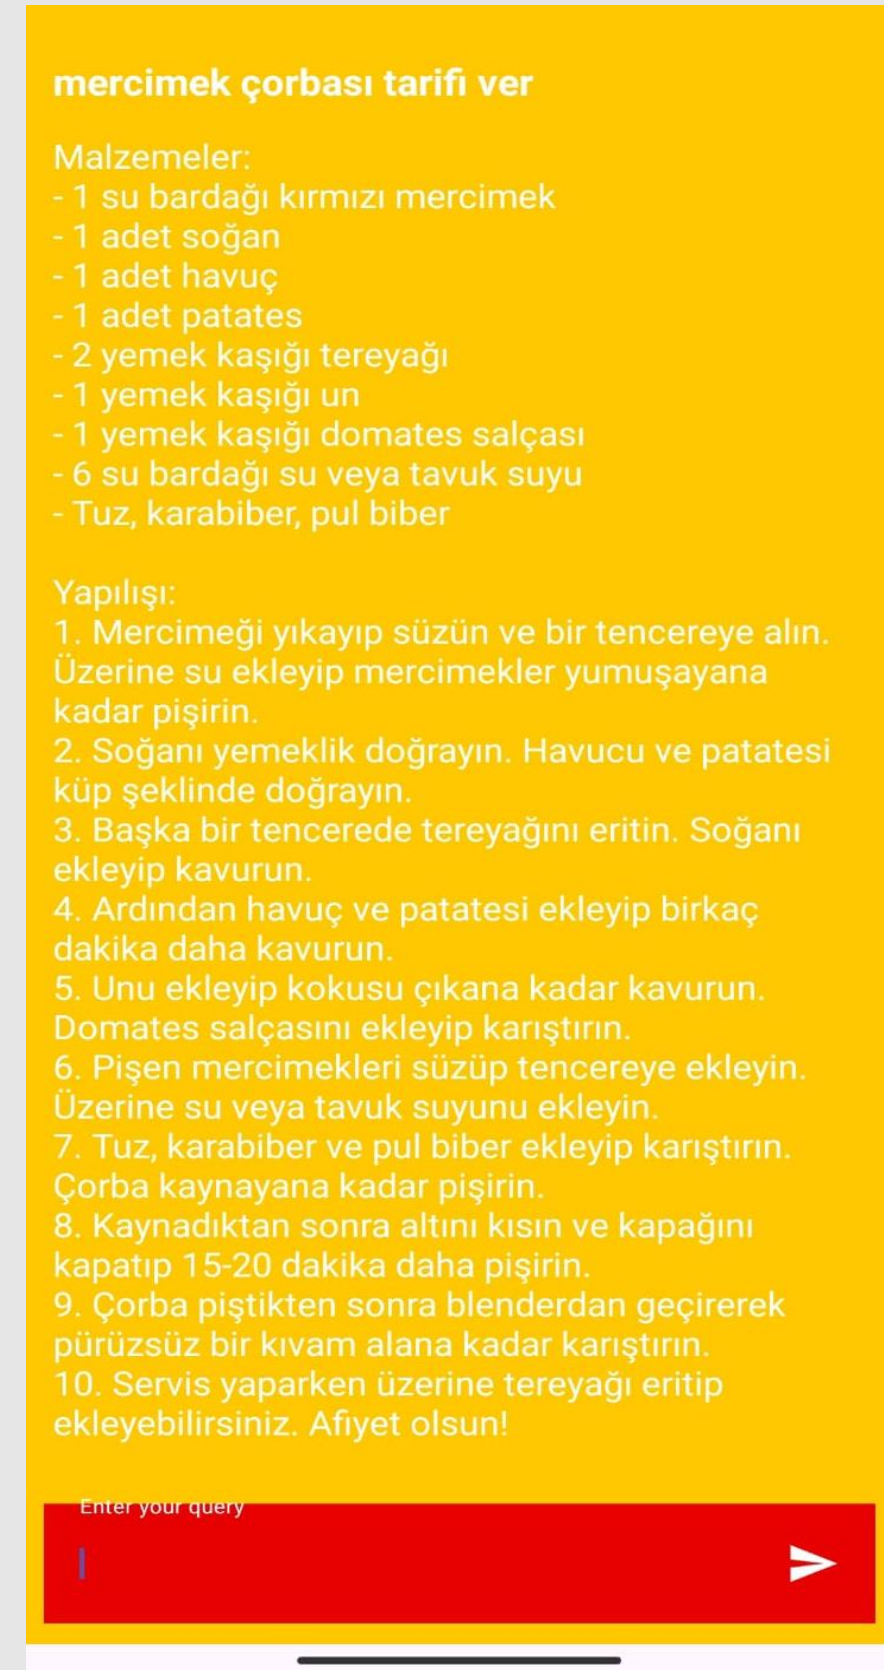 mercimek çorbası tarifi ver
Malzemeler:
- 1 su bardağı kırmızı mercimek
- 1 adet soğan
- 1 adet havuç
- 1 adet patates
- 2 yemek kaşığı tereyağı
- 1 yemek kaşığı un
- 1 yemek kaşığı domates salçası
- 6 su bardağı su veya tavuk suyu
- Tuz, karabiber, pul biber
Yapılışı:
1. Mercimeği yıkayıp süzün ve bir tencereye alın.
Üzerine su ekleyip mercimekler yumuşayana
kadar pişirin.
2. Soğanı yemeklik doğrayın. Havucu ve patatesi
küp şeklinde doğrayın.
3. Başka bir tencerede tereyağını eritin. Soğanı
ekleyip kavurun.
4. Ardından havuç ve patatesi ekleyip birkaç
dakika daha kavurun.
5. Unu ekleyip kokusu çıkana kadar kavurun.
Domates salçasını ekleyip karıştırın.
6. Pişen mercimekleri süzüp tencereye ekleyin.
Üzerine su veya tavuk suyunu ekleyin.
7. Tuz, karabiber ve pul biber ekleyip karıştırın.
Çorba kaynayana kadar pişirin.
8. Kaynadıktan sonra altını kısın ve kapağını
kapatıp 15-20 dakika daha pişirin.
9. Çorba piştikten sonra blenderdan geçirerek
pürüzsüz bir kıvam alana kadar karıştırın.
10. Servis yaparken üzerine tereyağı eritip
ekleyebilirsiniz. Afiyet olsun!
Enter your query